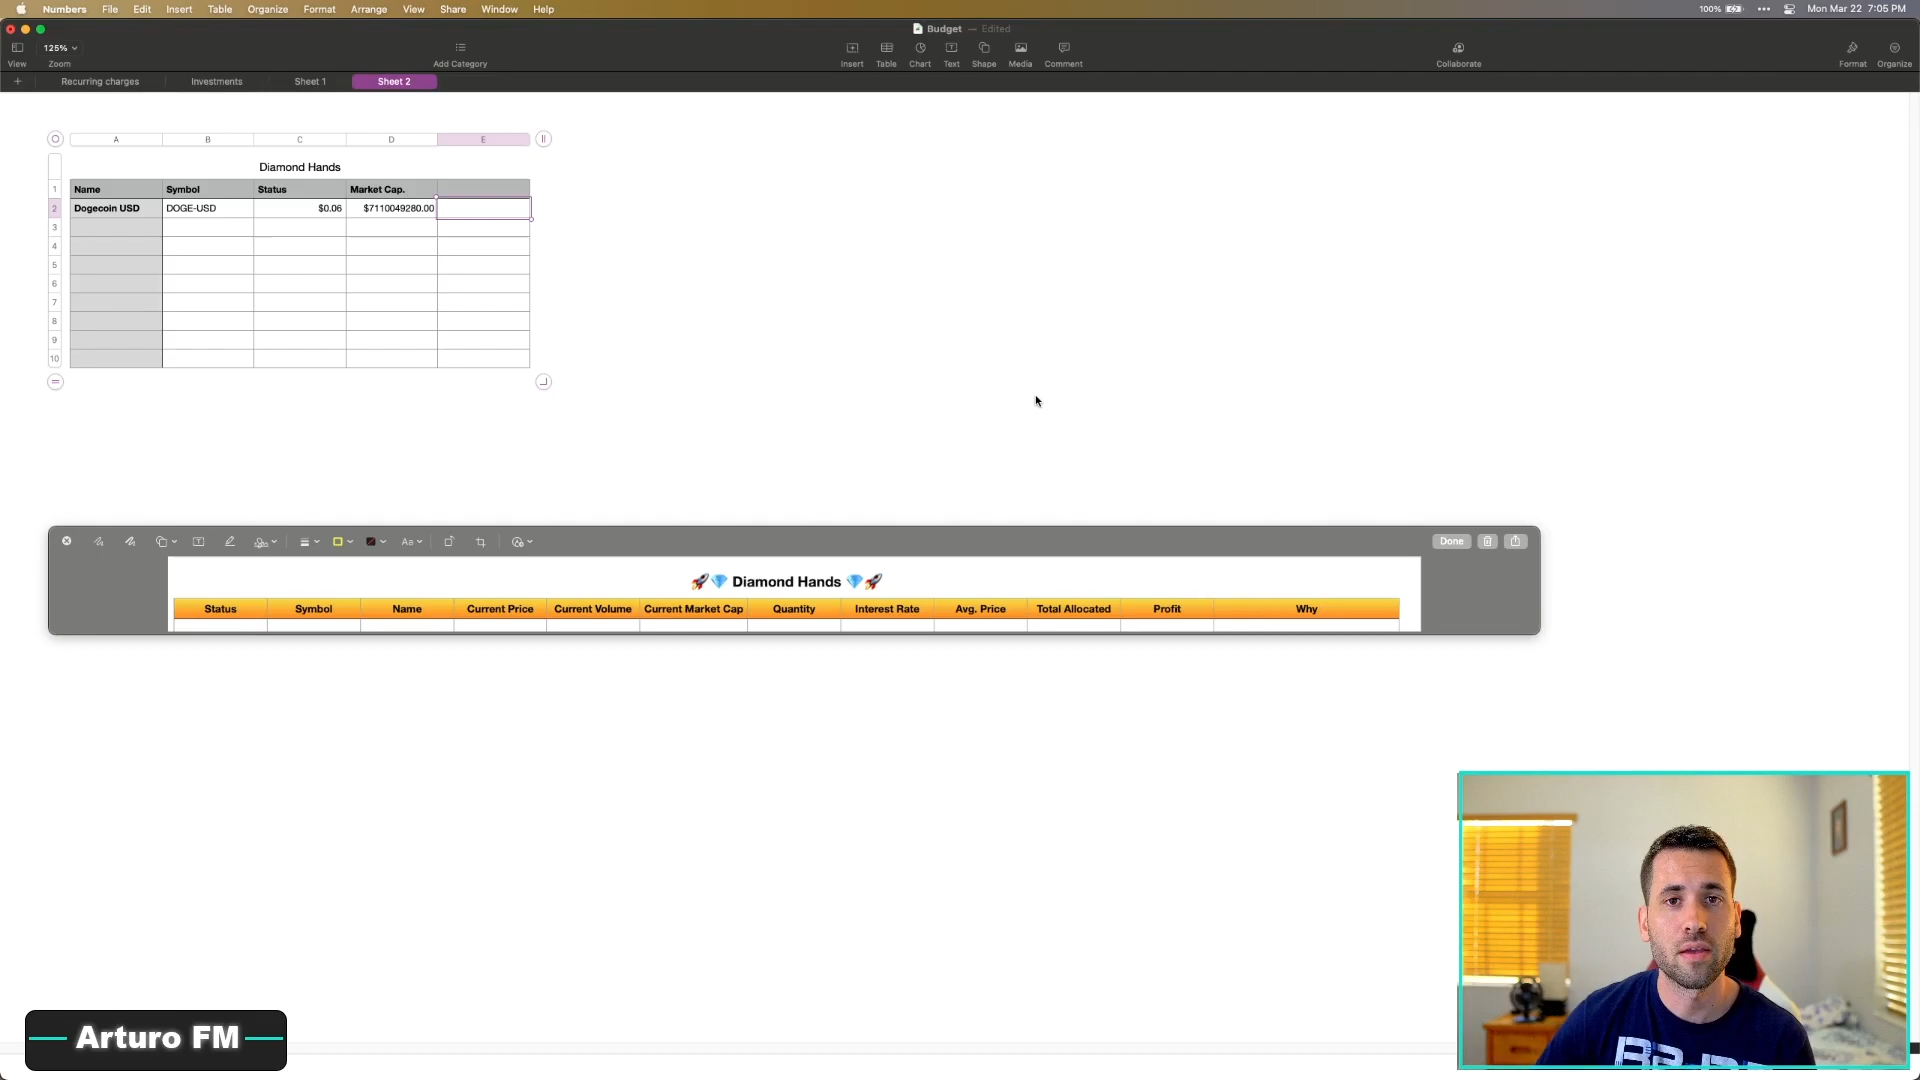 Numbers File Edit Insert Table Organize Format Arrange View Share Window Help 100% Mon Mar 22 7:05 PM
Budget — Edited
125%
View Zoom Add Category Insert Table Chart Text Shape Media Comment Collaborate Format Organize
+ Recurring charges Investments Sheet 1 Sheet 2
A B C D E
Diamond Hands
1 Name Symbol Status Market Cap.
2 Dogecoin USD DOGE-USD $0.06 $7110049280.00
3
4
5
6
7
8
9
10
Aa Done
🚀💎 Diamond Hands 💎🚀
Status Symbol Name Current Price Current Volume Current Market Cap Quantity Interest Rate Avg. Price Total Allocated Profit Why
Arturo FM